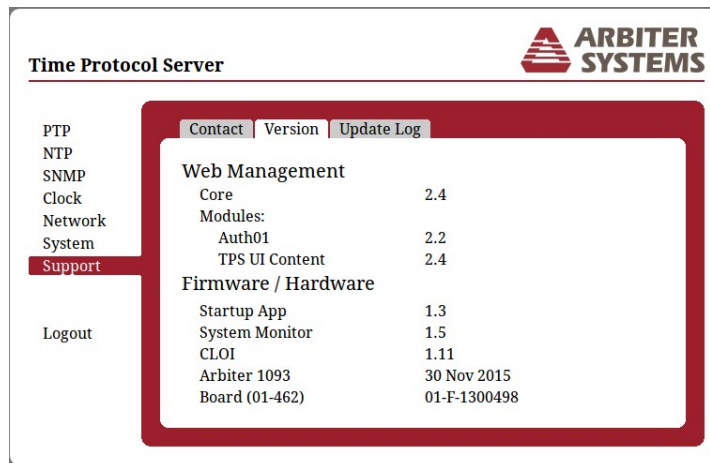 Time Protocol Server
ARBITER
SYSTEMS
PTP
NTP
SNMP
Clock
Network
System
Support
Logout
Contact Version Update Log
Web Management
Core 2.4
Modules:
Auth01 2.2
TPS UI Content 2.4
Firmware / Hardware
Startup App 1.3
System Monitor 1.5
CLOI 1.11
Arbiter 1093 30 Nov 2015
Board (01-462) 01-F-1300498